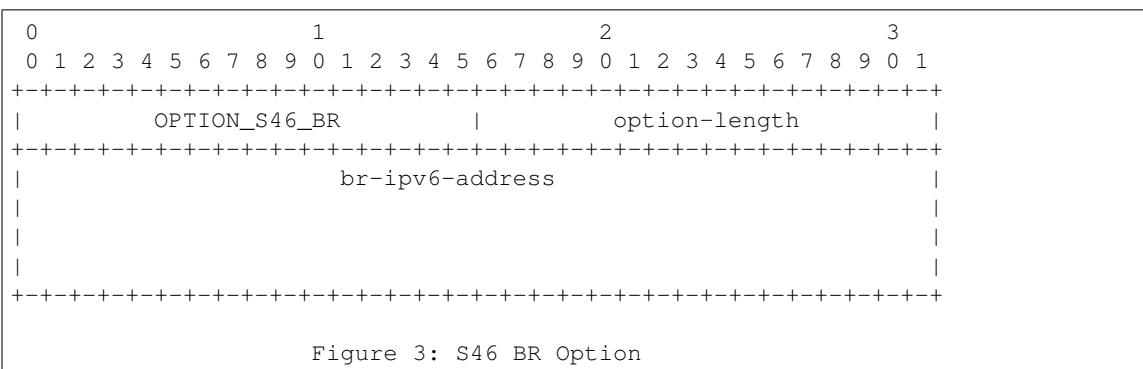 0                   1                   2                   3
 0 1 2 3 4 5 6 7 8 9 0 1 2 3 4 5 6 7 8 9 0 1 2 3 4 5 6 7 8 9 0 1
+-+-+-+-+-+-+-+-+-+-+-+-+-+-+-+-+-+-+-+-+-+-+-+-+-+-+-+-+-+-+-+-+
|         OPTION_S46_BR         |         option-length         |
+-+-+-+-+-+-+-+-+-+-+-+-+-+-+-+-+-+-+-+-+-+-+-+-+-+-+-+-+-+-+-+-+
|                      br-ipv6-address                          |
|                                                               |
|                                                               |
|                                                               |
+-+-+-+-+-+-+-+-+-+-+-+-+-+-+-+-+-+-+-+-+-+-+-+-+-+-+-+-+-+-+-+-+
                    Figure 3: S46 BR Option